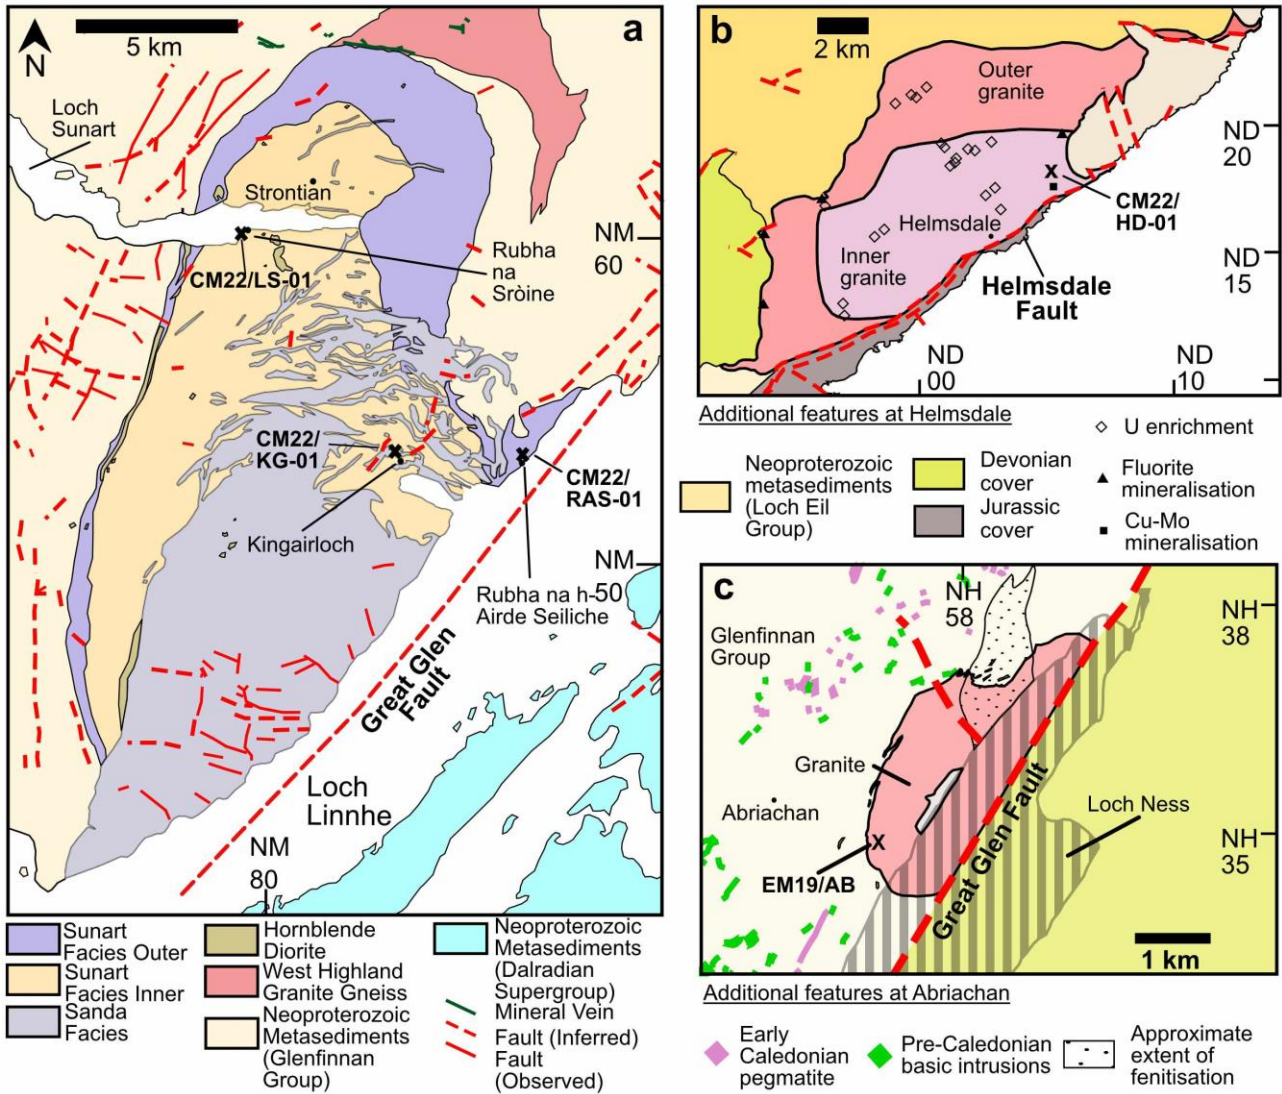 a
5 km
N
Loch
Sunart
Strontian
NM
60
Rubha
na
Sròine
CM22/LS-01
CM22/
KG-01
CM22/
RAS-01
Kingairloch
NM
50
Rubha na h-
Airde Seiliche
Great Glen
Fault
Loch
Linnhe
NM
80
Sunart
Facies Outer
Sunart
Facies Inner
Sanda
Facies
Hornblende
Diorite
West Highland
Granite Gneiss
Neoproterozoic
Metasediments
(Glenfinnan
Group)
Neoproterozoic
Metasediments
(Dalradian
Supergroup)
Mineral Vein
Fault (Inferred)
Fault
(Observed)
b
2 km
Outer
granite
ND
20
CM22/
HD-01
Helmsdale
Inner
granite
Helmsdale
Fault
ND
15
ND
00
ND
10
Additional features at Helmsdale
Neoproterozoic
metasediments
(Loch Eil
Group)
Devonian
cover
Jurassic
cover
U enrichment
Fluorite
mineralisation
Cu-Mo
mineralisation
c
NH
58
NH
38
Glenfinnan
Group
Granite
Abriachan
Loch Ness
NH
35
EM19/AB
Great Glen Fault
1 km
Additional features at Abriachan
Early
Caledonian
pegmatite
Pre-Caledonian
basic intrusions
Approximate
extent of
fenitisation